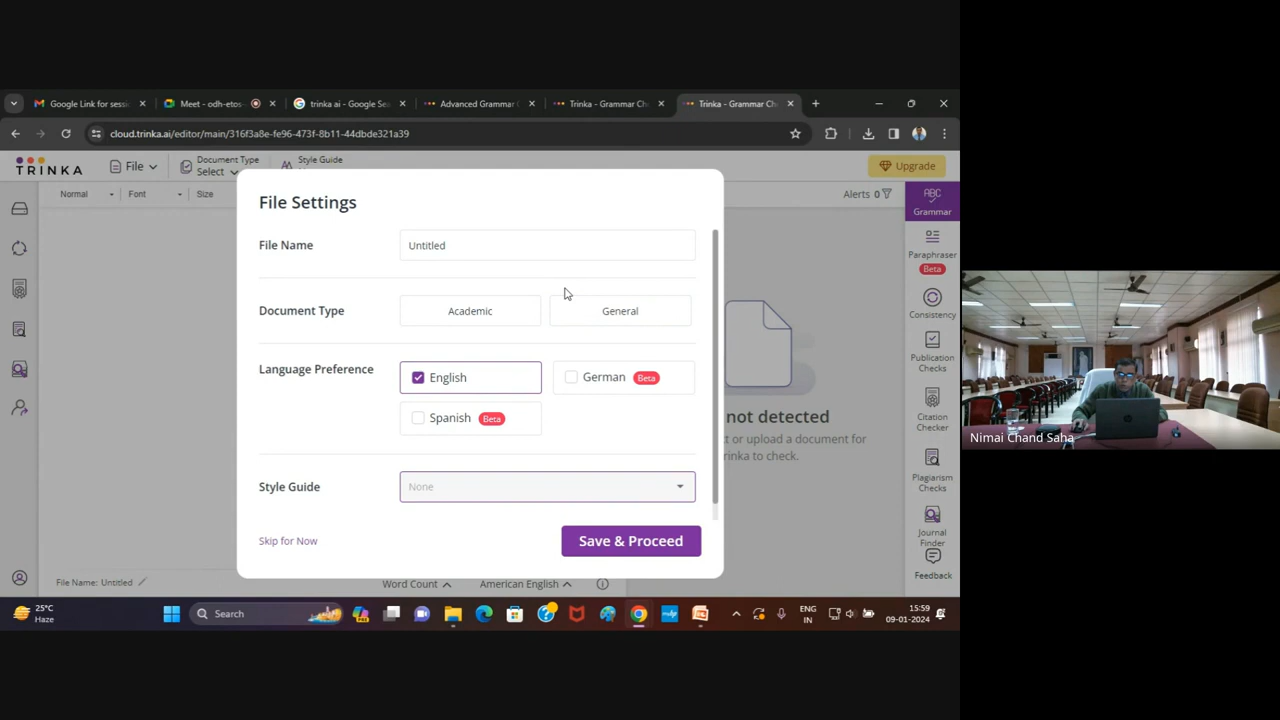 Google Link for sessi
Meet - odh-etos-
trinka ai - Google Se
Advanced Grammar C
Trinka - Grammar Che
Trinka - Grammar Che
cloud.trinka.ai/editor/main/316f3a8e-fe96-473f-8b11-44dbde321a39
TRINKA
File
Document Type
Select
Style Guide
Upgrade
Normal
Font
Size
Alerts 0
File Settings
File Name
Untitled
Document Type
Academic
General
Language Preference
English
German Beta
Spanish Beta
Style Guide
None
Skip for Now
Save & Proceed
not detected
ct or upload a document for
rinka to check.
ABC
Grammar
Paraphraser
Beta
Consistency
Publication
Checks
Citation
Checker
Plagiarism
Checks
Journal
Finder
Feedback
File Name: Untitled
Word Count
American English
25°C
Haze
Search
ENG
IN
15:59
09-01-2024
Nimai Chand Saha